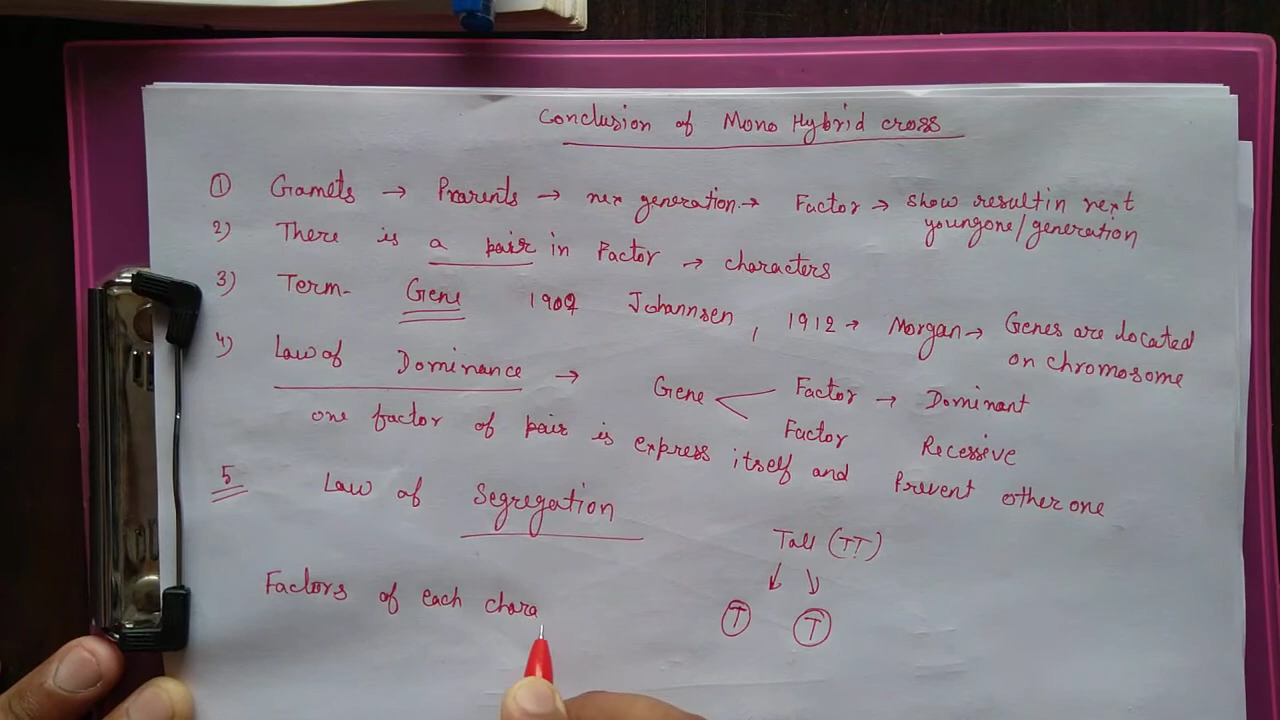 Conclusion of Mono Hybrid cross
① Gamets → Prarents → nex generation → Factor → show result in next
youngone/generation
2) There is a pair in Factor → characters
3) Term- Gene 1909 Johannsen, 1912 → Morgan → Genes are located
on chromosome
4) Law of Dominance → Gene Factor → Dominant
Factor Recessive
one factor of pair is express itself and Prevent other one
5 Law of Segregation
Tall (TT)
T T
Factors of each chara